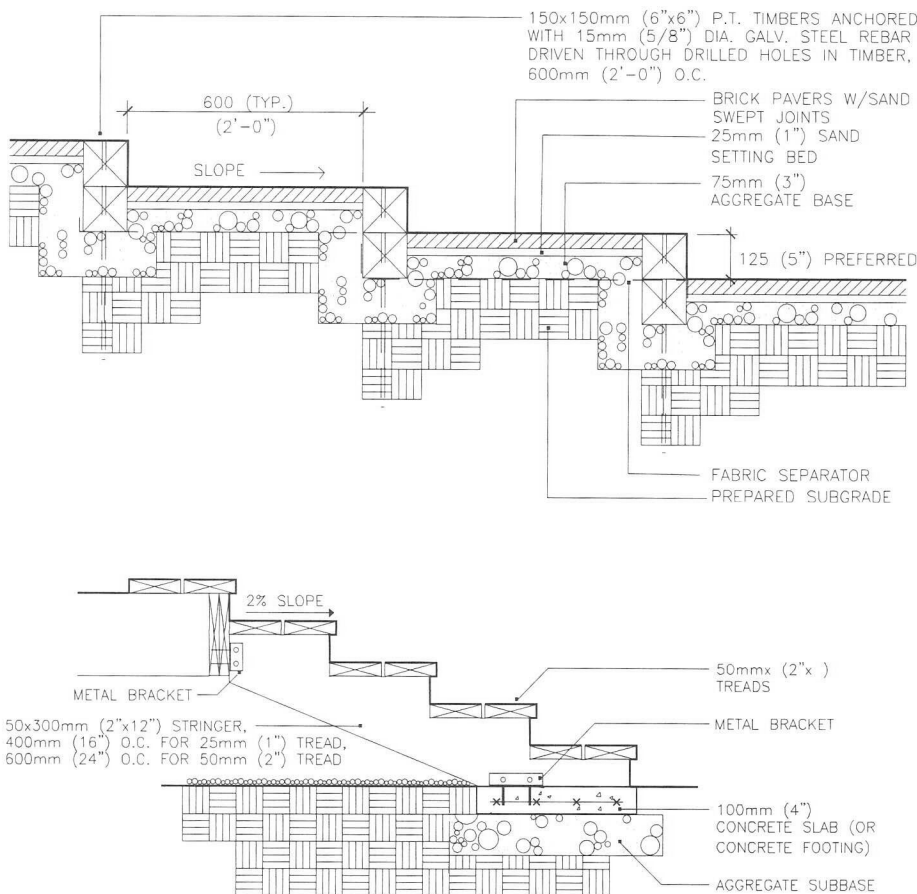 150x150mm (6"x6") P.T. TIMBERS ANCHORED
WITH 15mm (5/8") DIA. GALV. STEEL REBAR
DRIVEN THROUGH DRILLED HOLES IN TIMBER,
600mm (2'-0") O.C.
600 (TYP.)
(2'-0")
BRICK PAVERS W/SAND
SWEPT JOINTS
25mm (1") SAND
SETTING BED
SLOPE
75mm (3")
AGGREGATE BASE
125 (5") PREFERRED
FABRIC SEPARATOR
PREPARED SUBGRADE
2% SLOPE
METAL BRACKET
50mmx (2"x )
TREADS
50x300mm (2"x12") STRINGER,
400mm (16") O.C. FOR 25mm (1") TREAD,
600mm (24") O.C. FOR 50mm (2") TREAD
METAL BRACKET
100mm (4")
CONCRETE SLAB (OR
CONCRETE FOOTING)
AGGREGATE SUBBASE